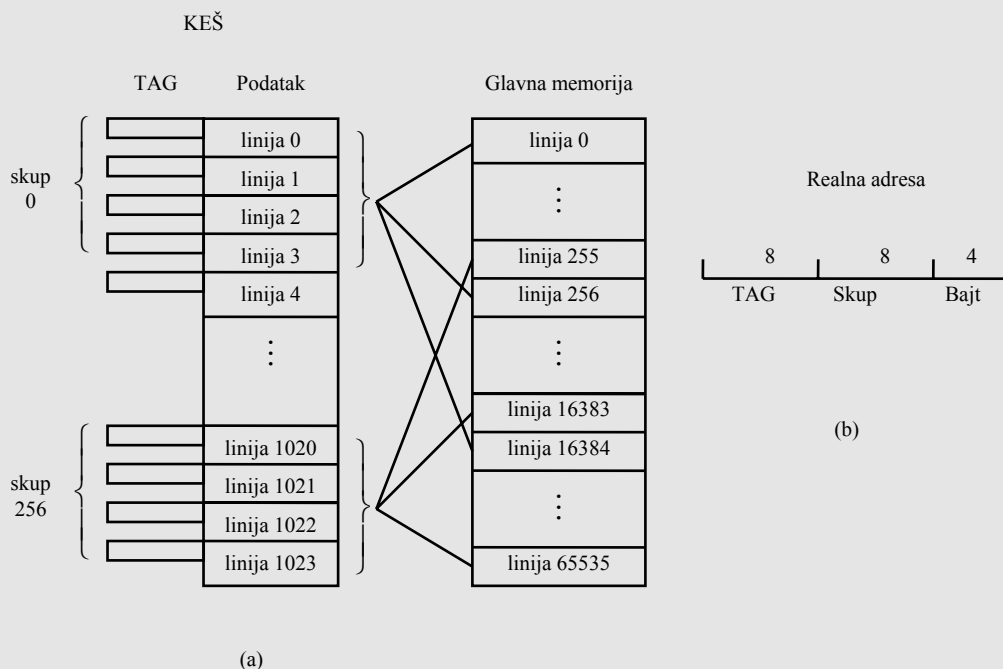 KEŠ
TAG Podatak Glavna memorija
skup
0
linija 0
linija 1
linija 2
linija 3
linija 4
⋮
skup
256
linija 1020
linija 1021
linija 1022
linija 1023
linija 0
⋮
linija 255
linija 256
⋮
linija 16383
linija 16384
⋮
linija 65535
(a)
Realna adresa
8 8 4
TAG Skup Bajt
(b)